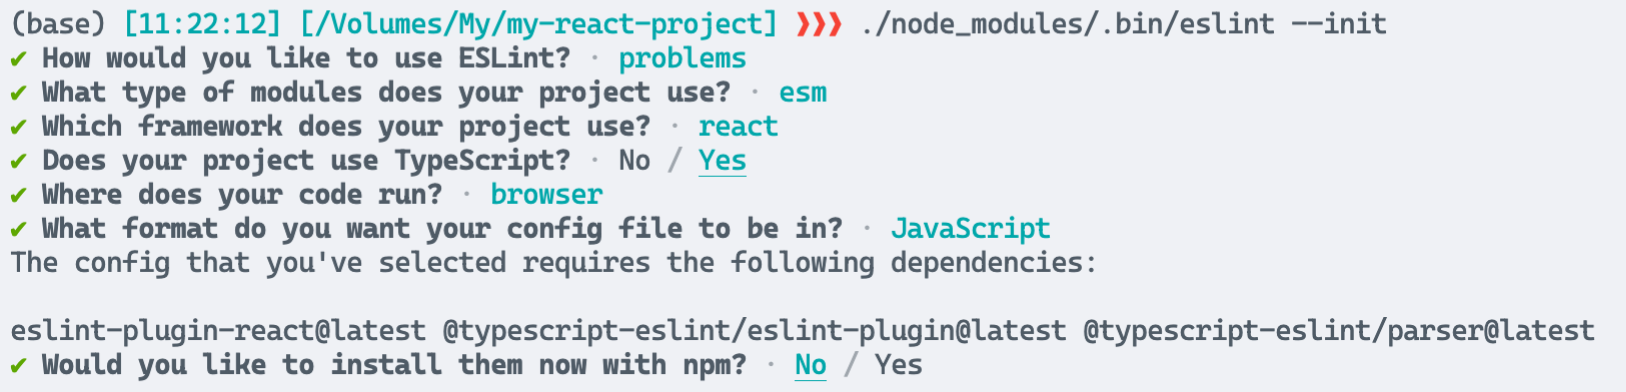 (base) [11:22:12] [/Volumes/My/my-react-project] ❯❯❯ ./node_modules/.bin/eslint --init
✔ How would you like to use ESLint? · problems
✔ What type of modules does your project use? · esm
✔ Which framework does your project use? · react
✔ Does your project use TypeScript? · No / Yes
✔ Where does your code run? · browser
✔ What format do you want your config file to be in? · JavaScript
The config that you've selected requires the following dependencies:
eslint-plugin-react@latest @typescript-eslint/eslint-plugin@latest @typescript-eslint/parser@latest
✔ Would you like to install them now with npm? · No / Yes